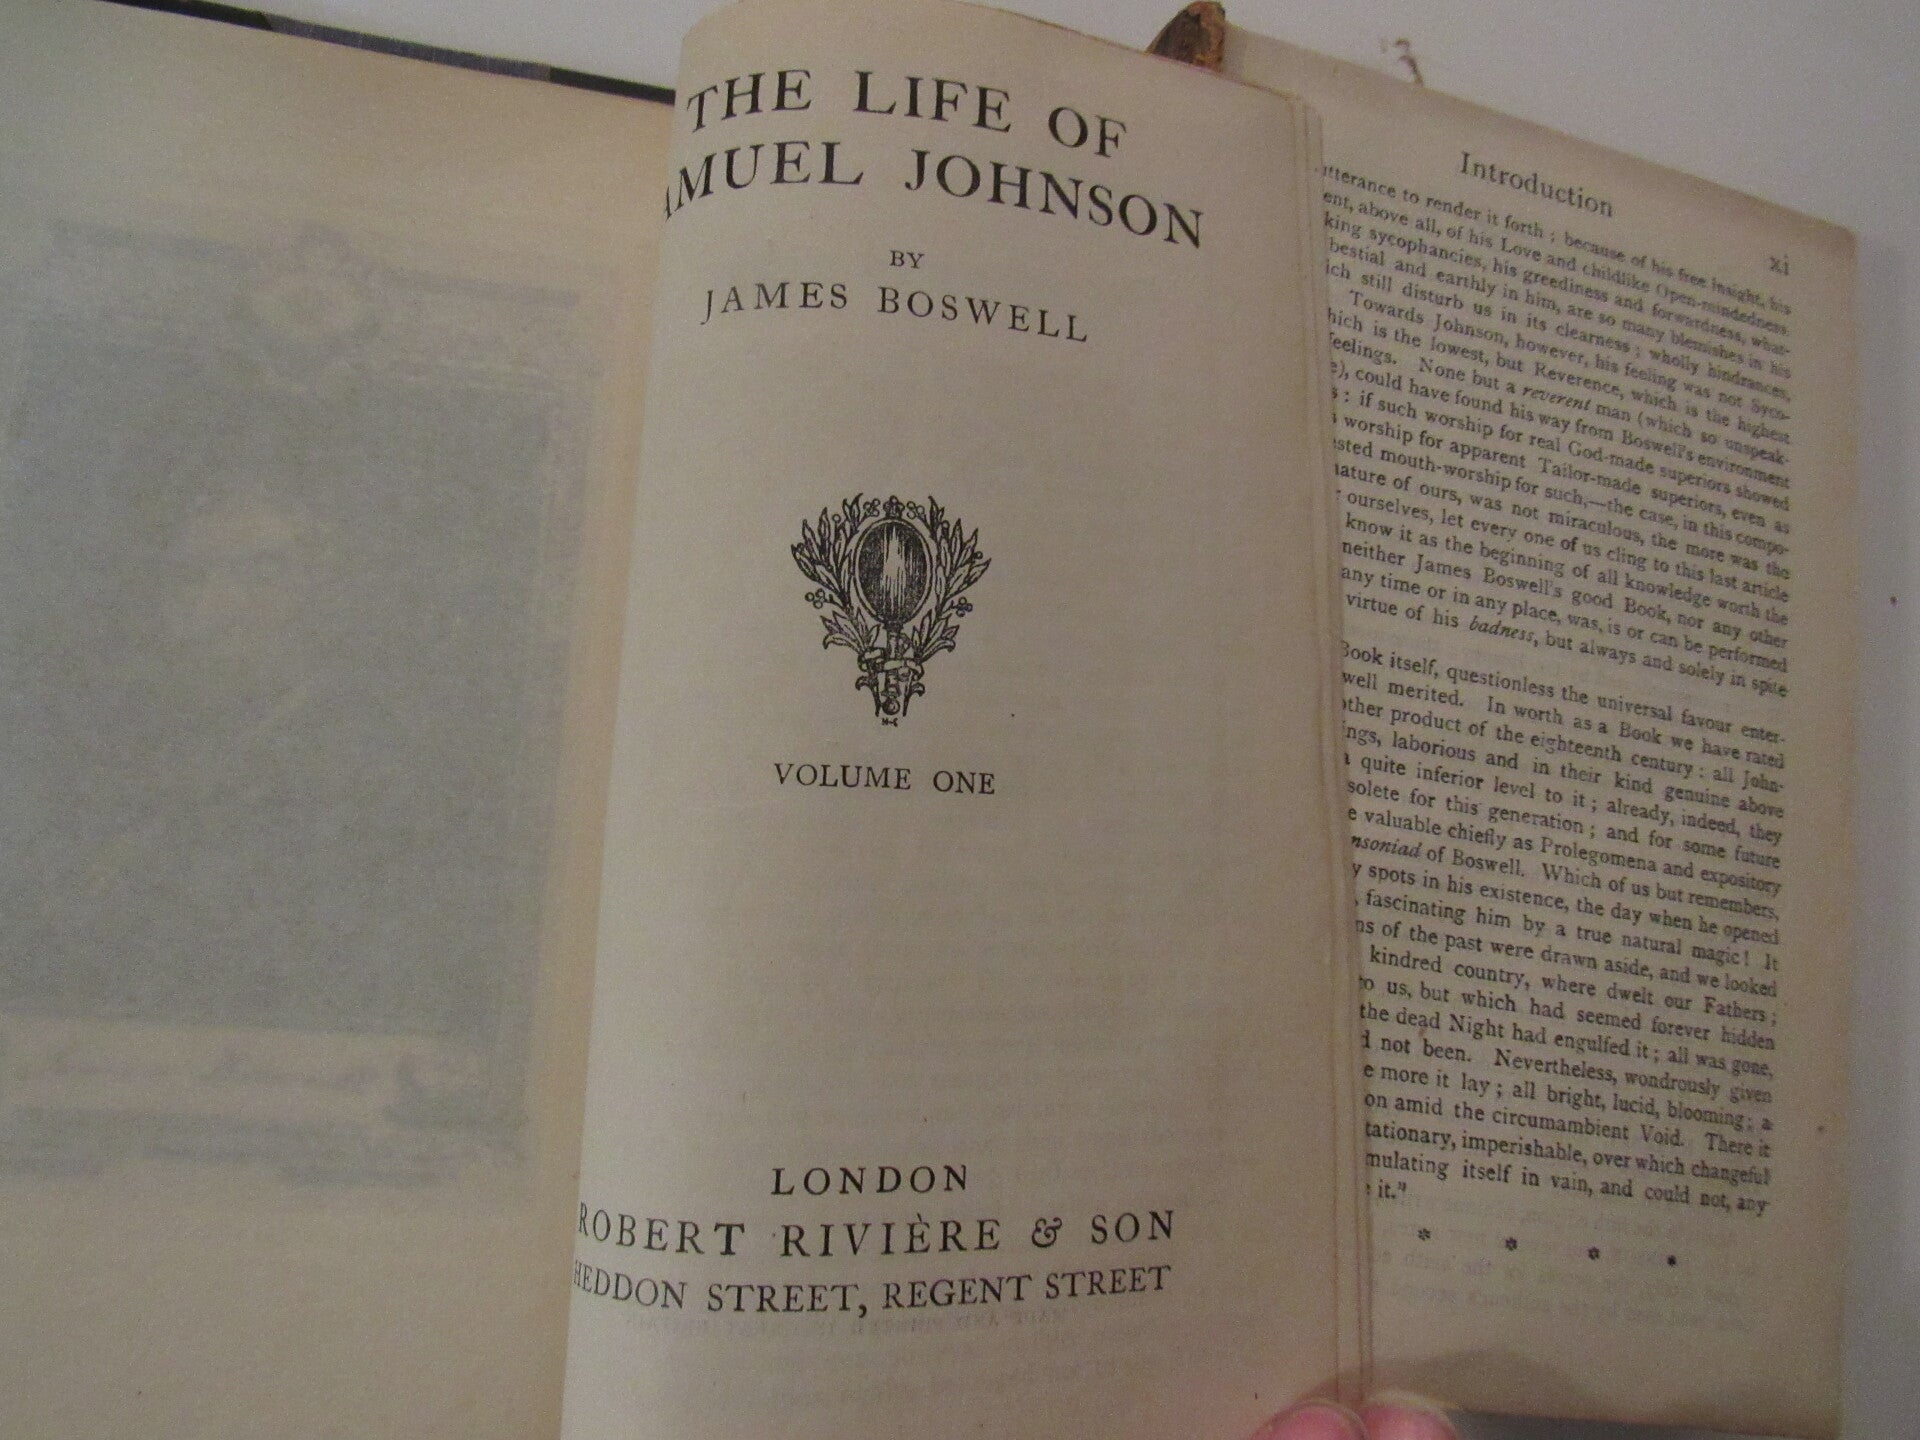 THE LIFE OF
AMUEL JOHNSON
BY
JAMES BOSWELL
VOLUME ONE
LONDON
ROBERT RIVIÈRE & SON
HEDDON STREET, REGENT STREET
Introduction
xi
utterance to render it forth; because of his free insight, his
ent, above all, of his Love and childlike Open-mindedness.
king sycophancies, his greediness and forwardness, what-
bestial and earthly in him, are so many blemishes in his
ich still disturb us in its clearness; wholly hindrances,
Towards Johnson, however, his feeling was not Syco-
hich is the lowest, but Reverence, which is the highest
feelings. None but a reverent man (which so unspeak-
e), could have found his way from Boswell's environment
s: if such worship for real God-made superiors showed
worship for apparent Tailor-made superiors, even as
ested mouth-worship for such,—the case, in this compo-
nature of ours, was not miraculous, the more was the
r ourselves, let every one of us cling to this last article
know it as the beginning of all knowledge worth the
neither James Boswell's good Book, nor any other
any time or in any place, was, is or can be performed
virtue of his badness, but always and solely in spite
Book itself, questionless the universal favour enter-
well merited. In worth as a Book we have rated
other product of the eighteenth century: all John-
ngs, laborious and in their kind genuine above
a quite inferior level to it; already, indeed, they
solete for this generation; and for some future
e valuable chiefly as Prolegomena and expository
nsoniad of Boswell. Which of us but remembers,
y spots in his existence, the day when he opened
, fascinating him by a true natural magic! It
ns of the past were drawn aside, and we looked
kindred country, where dwelt our Fathers;
to us, but which had seemed forever hidden
the dead Night had engulfed it; all was gone,
d not been. Nevertheless, wondrously given
e more it lay; all bright, lucid, blooming; a
on amid the circumambient Void. There it
tationary, imperishable, over which changeful
mulating itself in vain, and could not, any
e it."
* * * *